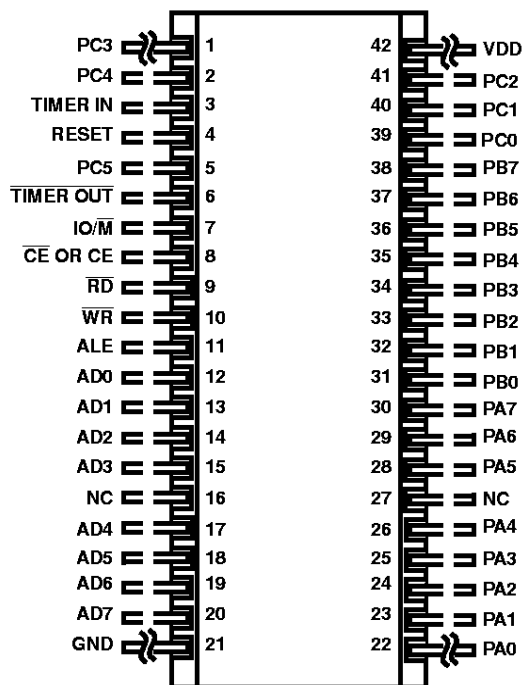 PC3 1 42 VDD
PC4 2 41 PC2
TIMER IN 3 40 PC1
RESET 4 39 PC0
PC5 5 38 PB7
TIMER OUT 6 37 PB6
IO/M 7 36 PB5
CE OR CE 8 35 PB4
RD 9 34 PB3
WR 10 33 PB2
ALE 11 32 PB1
AD0 12 31 PB0
AD1 13 30 PA7
AD2 14 29 PA6
AD3 15 28 PA5
NC 16 27 NC
AD4 17 26 PA4
AD5 18 25 PA3
AD6 19 24 PA2
AD7 20 23 PA1
GND 21 22 PA0